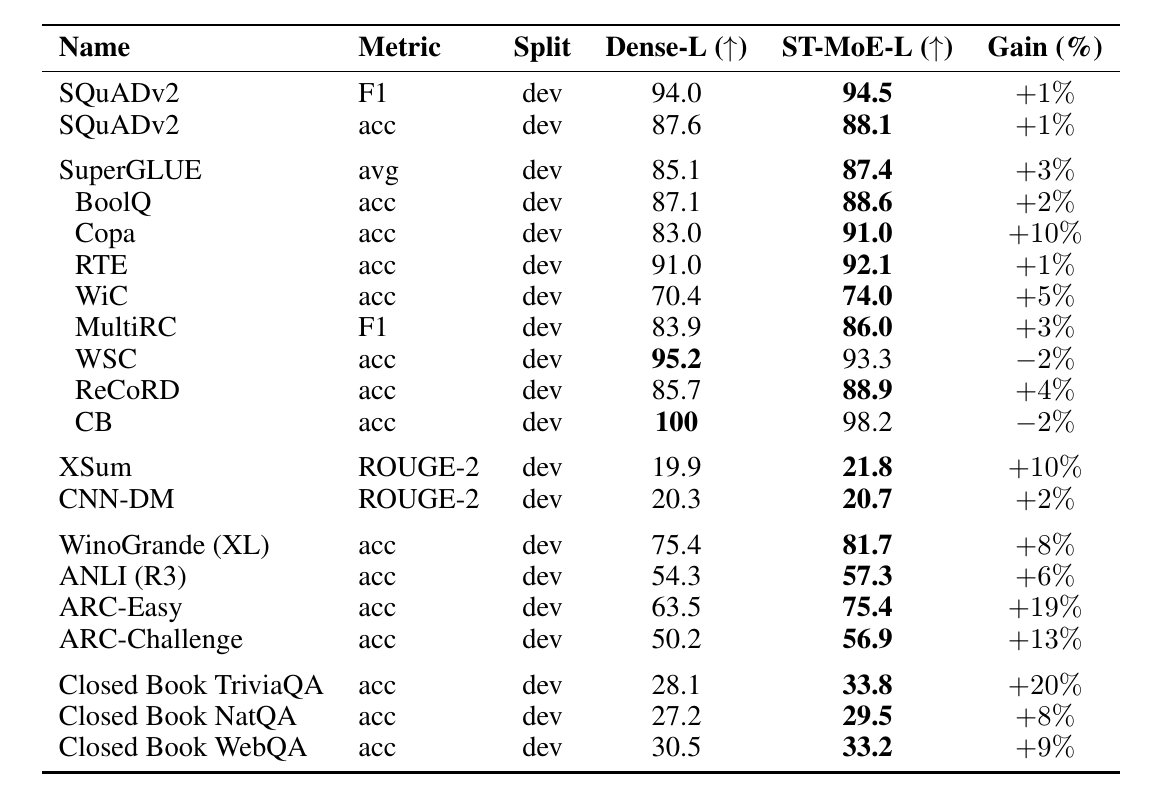 Name Metric Split Dense-L (↑) ST-MoE-L (↑) Gain (%)
SQuADv2 F1 dev 94.0 94.5 +1%
SQuADv2 acc dev 87.6 88.1 +1%
SuperGLUE avg dev 85.1 87.4 +3%
BoolQ acc dev 87.1 88.6 +2%
Copa acc dev 83.0 91.0 +10%
RTE acc dev 91.0 92.1 +1%
WiC acc dev 70.4 74.0 +5%
MultiRC F1 dev 83.9 86.0 +3%
WSC acc dev 95.2 93.3 −2%
ReCoRD acc dev 85.7 88.9 +4%
CB acc dev 100 98.2 −2%
XSum ROUGE-2 dev 19.9 21.8 +10%
CNN-DM ROUGE-2 dev 20.3 20.7 +2%
WinoGrande (XL) acc dev 75.4 81.7 +8%
ANLI (R3) acc dev 54.3 57.3 +6%
ARC-Easy acc dev 63.5 75.4 +19%
ARC-Challenge acc dev 50.2 56.9 +13%
Closed Book TriviaQA acc dev 28.1 33.8 +20%
Closed Book NatQA acc dev 27.2 29.5 +8%
Closed Book WebQA acc dev 30.5 33.2 +9%